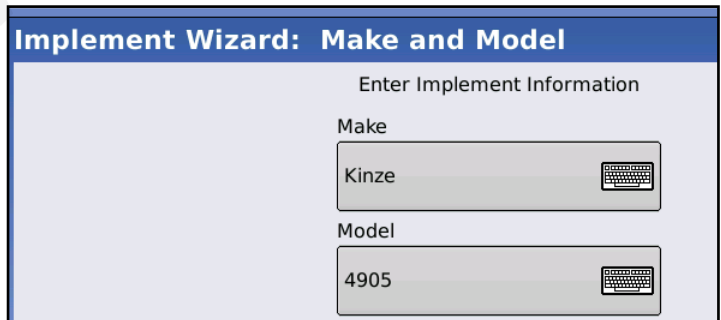 Implement Wizard: Make and Model
Enter Implement Information
Make
Kinze
Model
4905